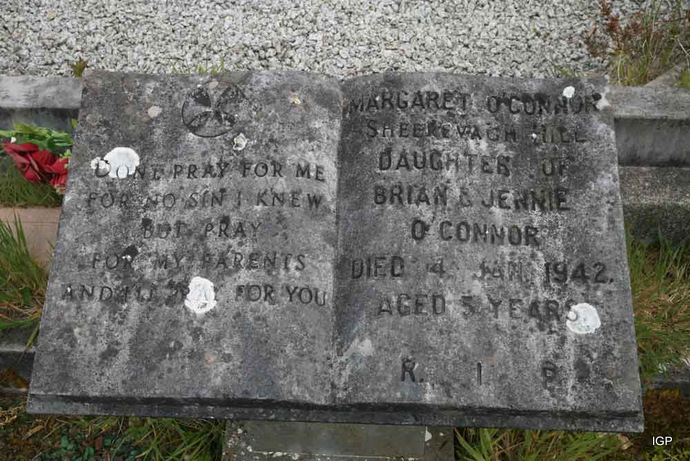 DONT PRAY FOR ME
FOR NO SIN I KNEW
BUT PRAY
FOR MY PARENTS
AND FOR YOU
MARGARET O'CONNOR
SHEEREVAGH HILL
DAUGHTER OF
BRIAN & JENNIE
O'CONNOR
DIED 4 JAN 1942.
AGED 5 YEARS
R. I P
IGP